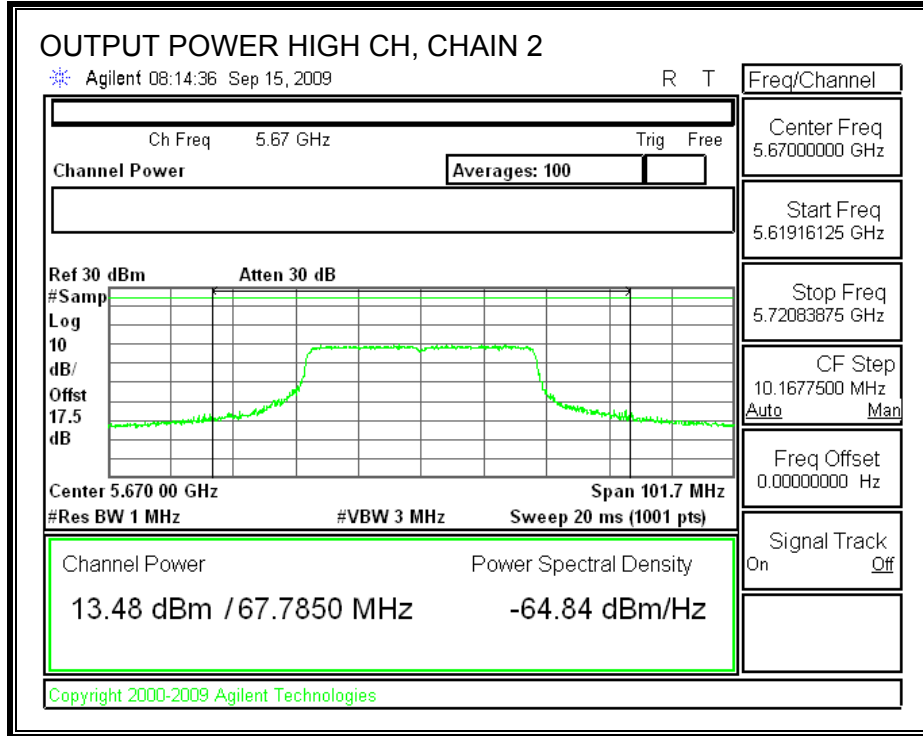 OUTPUT POWER HIGH CH, CHAIN 2
Agilent 08:14:36 Sep 15, 2009 R T
Freq/Channel
Ch Freq 5.67 GHz Trig Free
Channel Power Averages: 100
Center Freq
5.67000000 GHz
Start Freq
5.61916125 GHz
Stop Freq
5.72083875 GHz
CF Step
10.1677500 MHz
Auto Man
Freq Offset
0.00000000 Hz
Signal Track
On Off
Ref 30 dBm Atten 30 dB
#Samp
Log
10
dB/
Offst
17.5
dB
Center 5.670 00 GHz Span 101.7 MHz
#Res BW 1 MHz #VBW 3 MHz Sweep 20 ms (1001 pts)
Channel Power Power Spectral Density
13.48 dBm / 67.7850 MHz -64.84 dBm/Hz
Copyright 2000-2009 Agilent Technologies